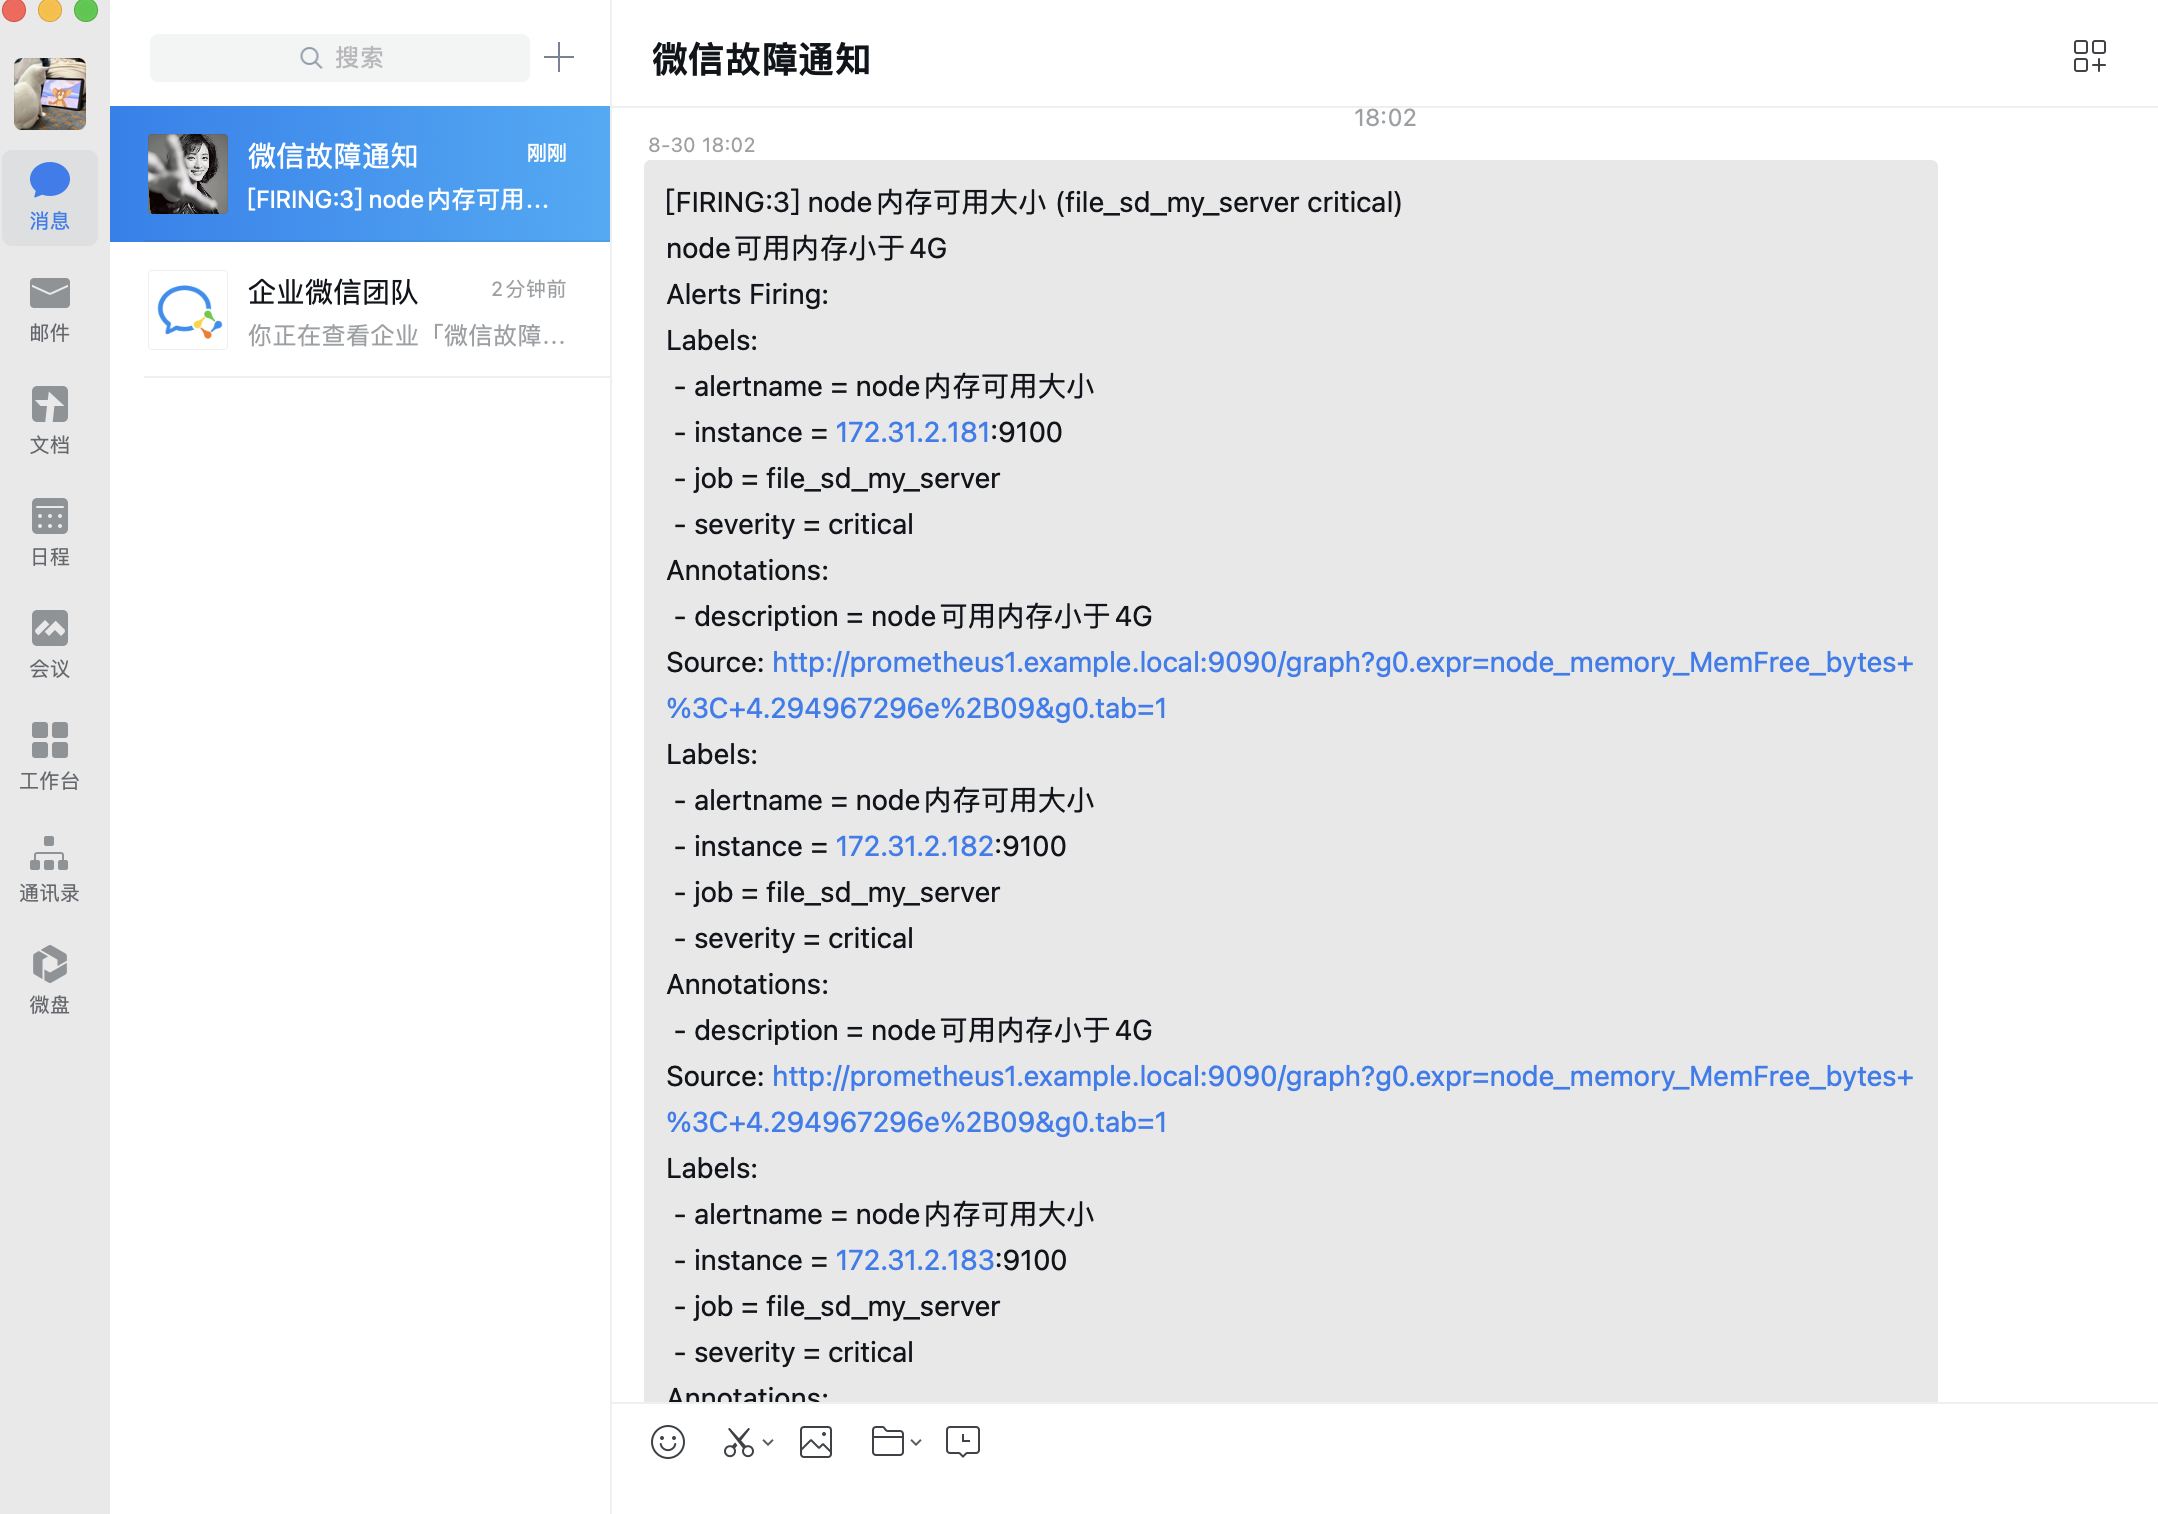 搜索
消息
邮件
文档
日程
会议
工作台
通讯录
微盘
微信故障通知
刚刚
[FIRING:3] node内存可用...
企业微信团队
2分钟前
你正在查看企业「微信故障...
微信故障通知
18:02
8-30 18:02
[FIRING:3] node内存可用大小 (file_sd_my_server critical)
node可用内存小于4G
Alerts Firing:
Labels:
- alertname = node内存可用大小
- instance = 172.31.2.181:9100
- job = file_sd_my_server
- severity = critical
Annotations:
- description = node可用内存小于4G
Source: http://prometheus1.example.local:9090/graph?g0.expr=node_memory_MemFree_bytes+
%3C+4.294967296e%2B09&g0.tab=1
Labels:
- alertname = node内存可用大小
- instance = 172.31.2.182:9100
- job = file_sd_my_server
- severity = critical
Annotations:
- description = node可用内存小于4G
Source: http://prometheus1.example.local:9090/graph?g0.expr=node_memory_MemFree_bytes+
%3C+4.294967296e%2B09&g0.tab=1
Labels:
- alertname = node内存可用大小
- instance = 172.31.2.183:9100
- job = file_sd_my_server
- severity = critical
Annotations: